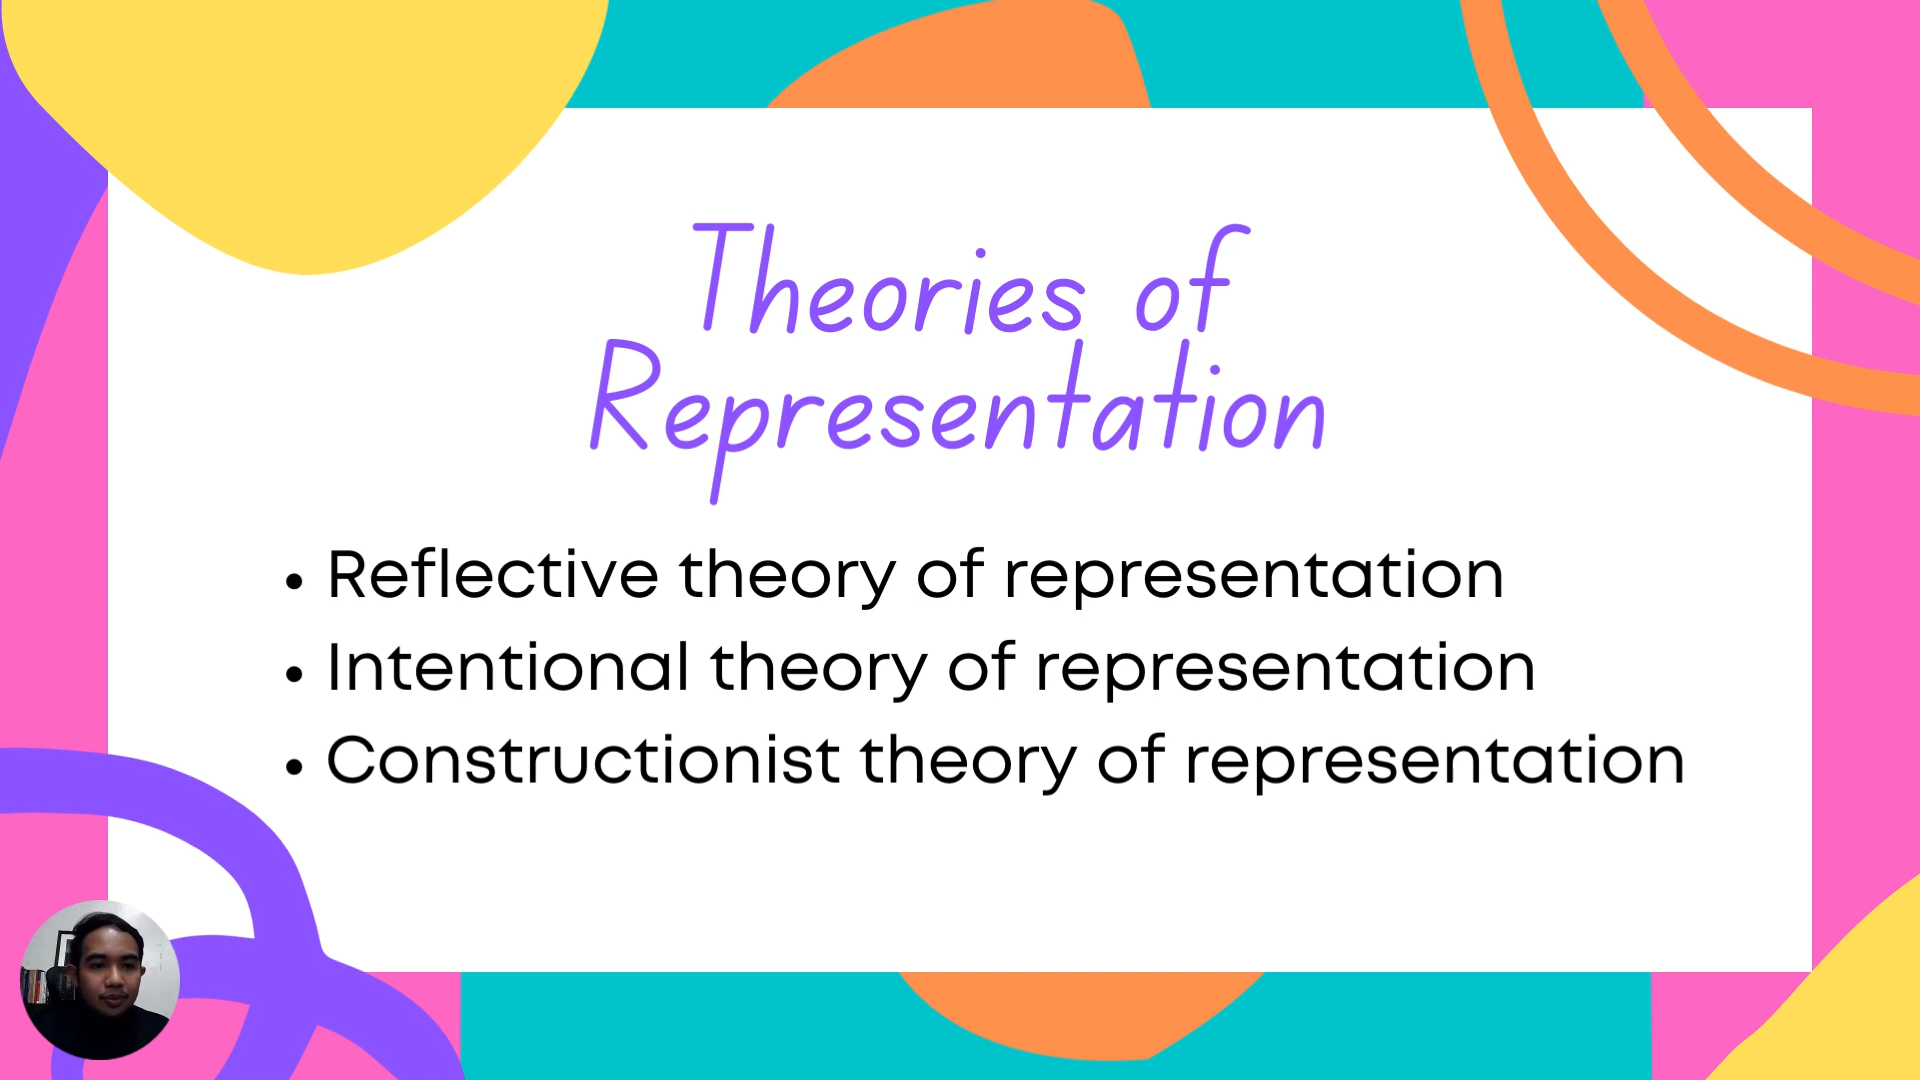 Theories of
Representation
• Reflective theory of representation
• Intentional theory of representation
• Constructionist theory of representation